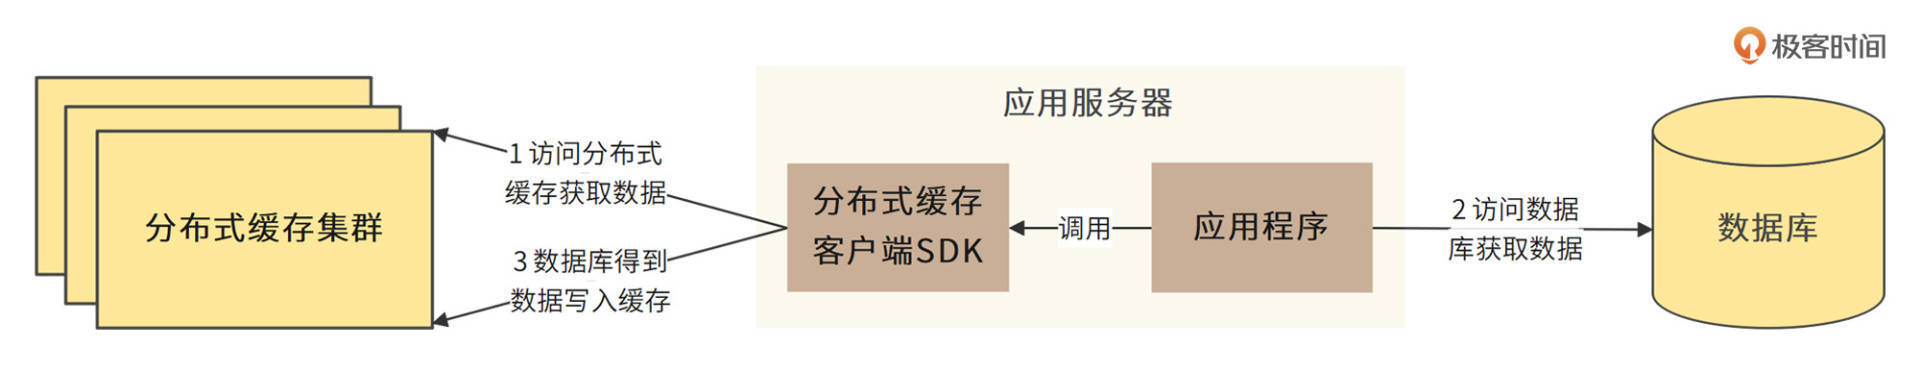 极客时间
应用服务器
1 访问分布式
缓存获取数据
分布式缓存集群
3 数据库得到
数据写入缓存
分布式缓存
客户端SDK
调用
应用程序
2 访问数据
库获取数据
数据库